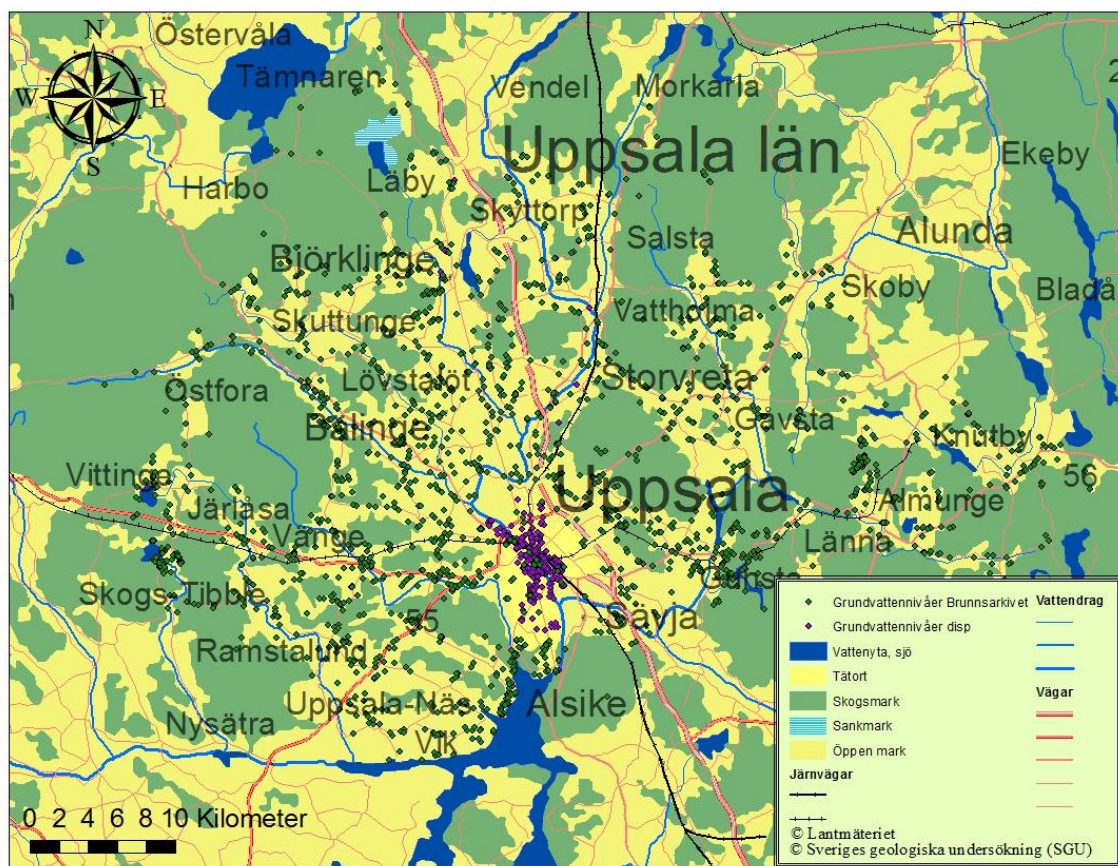 Östervåla
Tämnaren
N
W
E
S
Vendel
Morkarla
Uppsala län
Ekeby
Harbo
Läby
Skyttorp
Salsta
Alunda
Björklinge
Skoby
Bladå
Skuttunge
Vattholma
Östfora
Lövstalöt
Storvreta
Bälinge
Gåvsta
Knutby
Vittinge
Uppsala
56
Järlåsa
Almunge
Vänge
Länna
Skogs-Tibble
Gunsta
55
Sävja
Ramstalund
Uppsala-Näs
Alsike
Nysätra
Vik
0 2 4 6 8 10 Kilometer
Grundvattennivåer Brunnsarkivet
Grundvattennivåer disp
Vattenyta, sjö
Tätort
Skogsmark
Sankmark
Öppen mark
Järnvägar
Vattendrag
Vägar
© Lantmäteriet
© Sveriges geologiska undersökning (SGU)